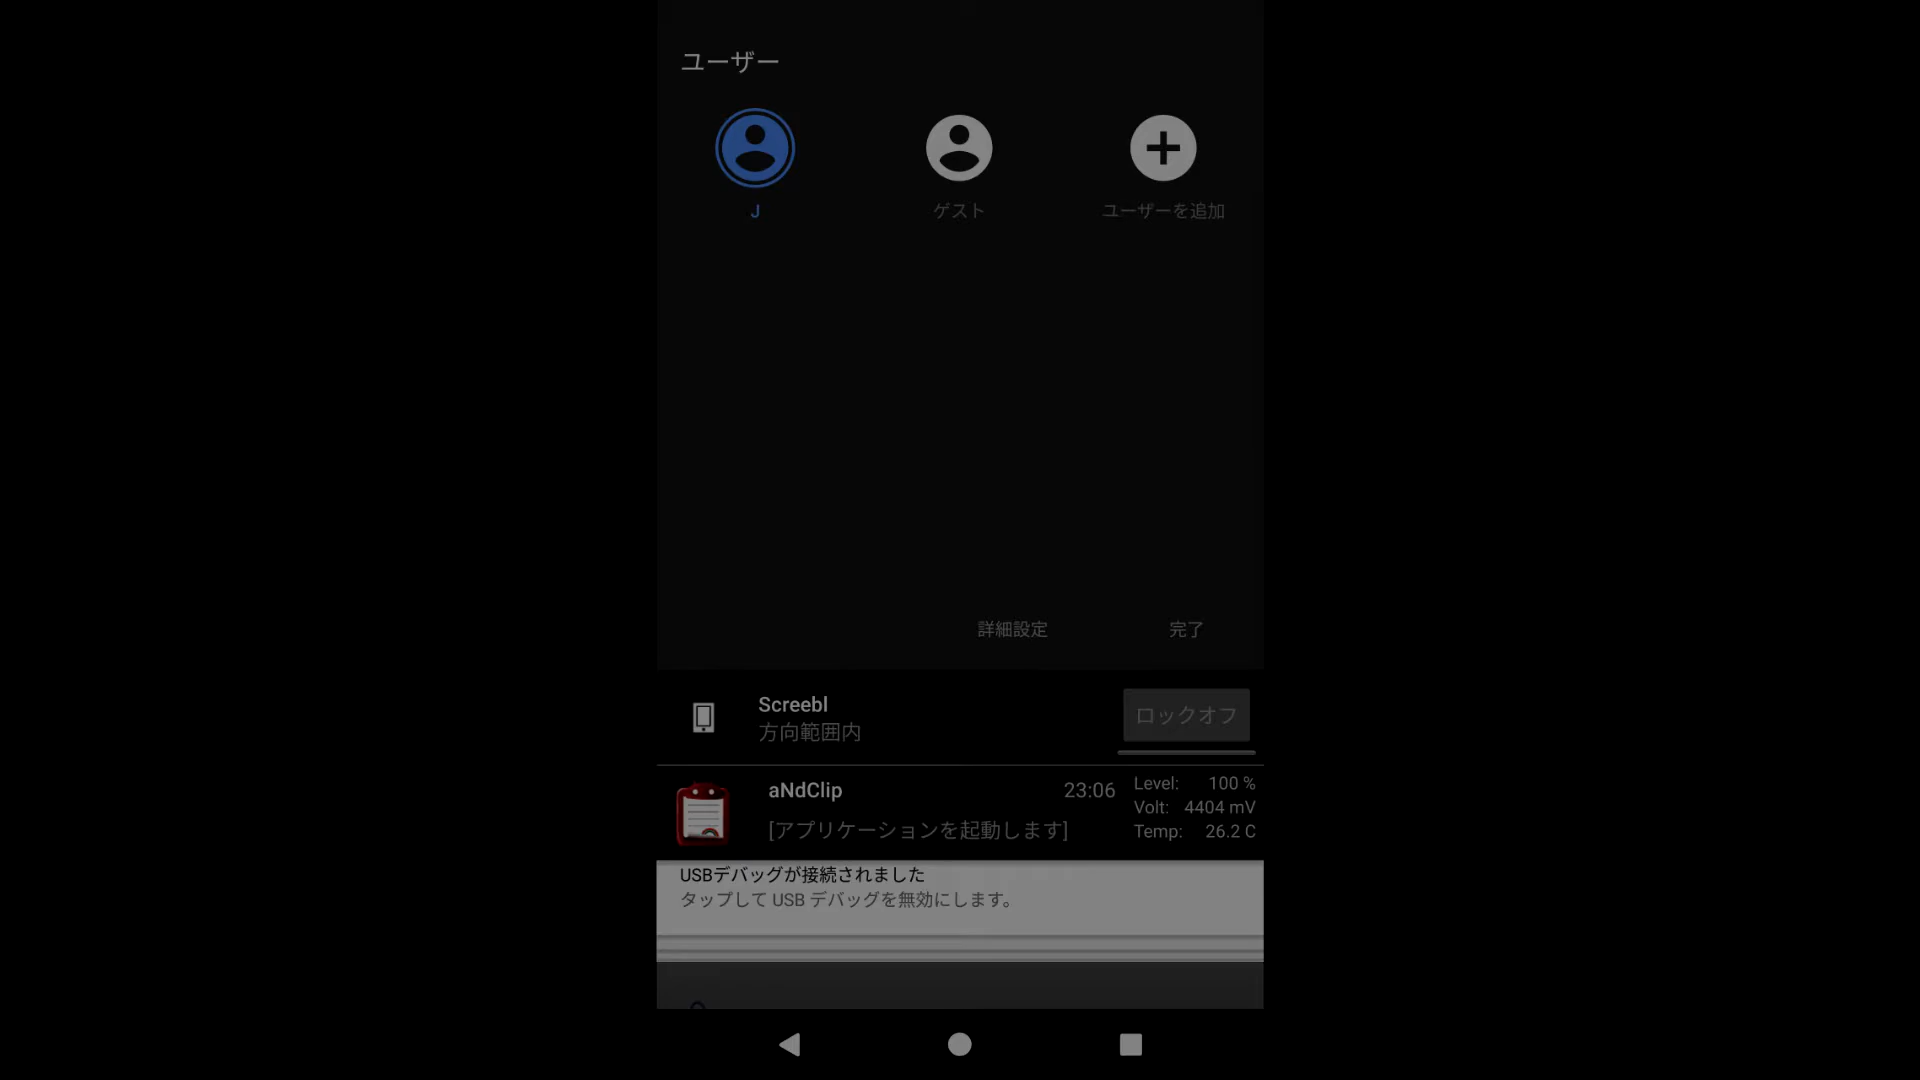 ユーザー
J
ゲスト
ユーザーを追加
詳細設定
完了
Screebl
方向範囲内
ロックオフ
aNdClip
23:06
[アプリケーションを起動します]
Level: 100 %
Volt: 4404 mV
Temp: 26.2 C
USBデバッグが接続されました
タップして USB デバッグを無効にします。